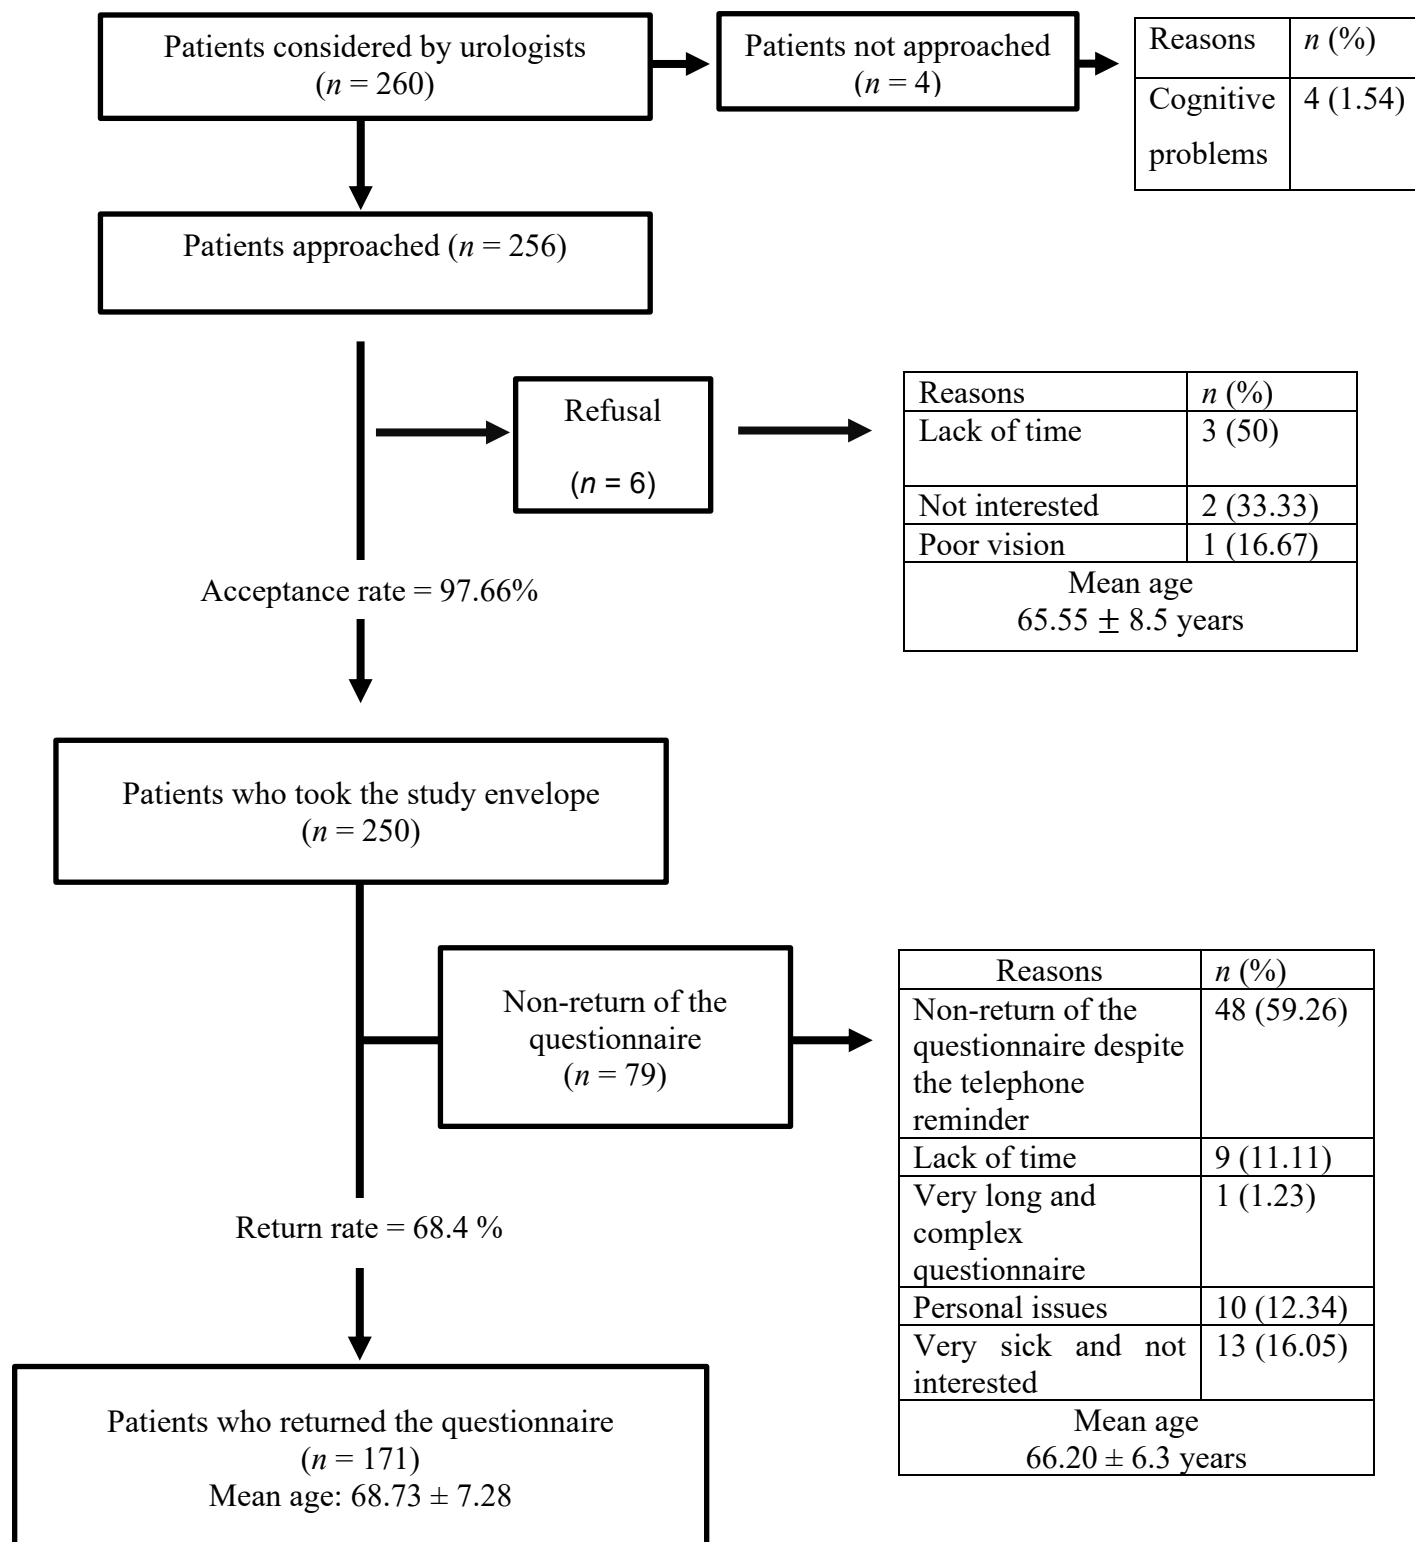 Patients considered by urologists
(n = 260)
Patients not approached
(n = 4)
Reasons n (%)
Cognitive 4 (1.54)
problems
Patients approached (n = 256)
Refusal
(n = 6)
Reasons n (%)
Lack of time 3 (50)
Not interested 2 (33.33)
Poor vision 1 (16.67)
Mean age
65.55 ± 8.5 years
Acceptance rate = 97.66%
Patients who took the study envelope
(n = 250)
Non-return of the
questionnaire
(n = 79)
Reasons n (%)
Non-return of the 48 (59.26)
questionnaire despite
the telephone
reminder
Lack of time 9 (11.11)
Very long and 1 (1.23)
complex
questionnaire
Personal issues 10 (12.34)
Very sick and not 13 (16.05)
interested
Mean age
66.20 ± 6.3 years
Return rate = 68.4 %
Patients who returned the questionnaire
(n = 171)
Mean age: 68.73 ± 7.28